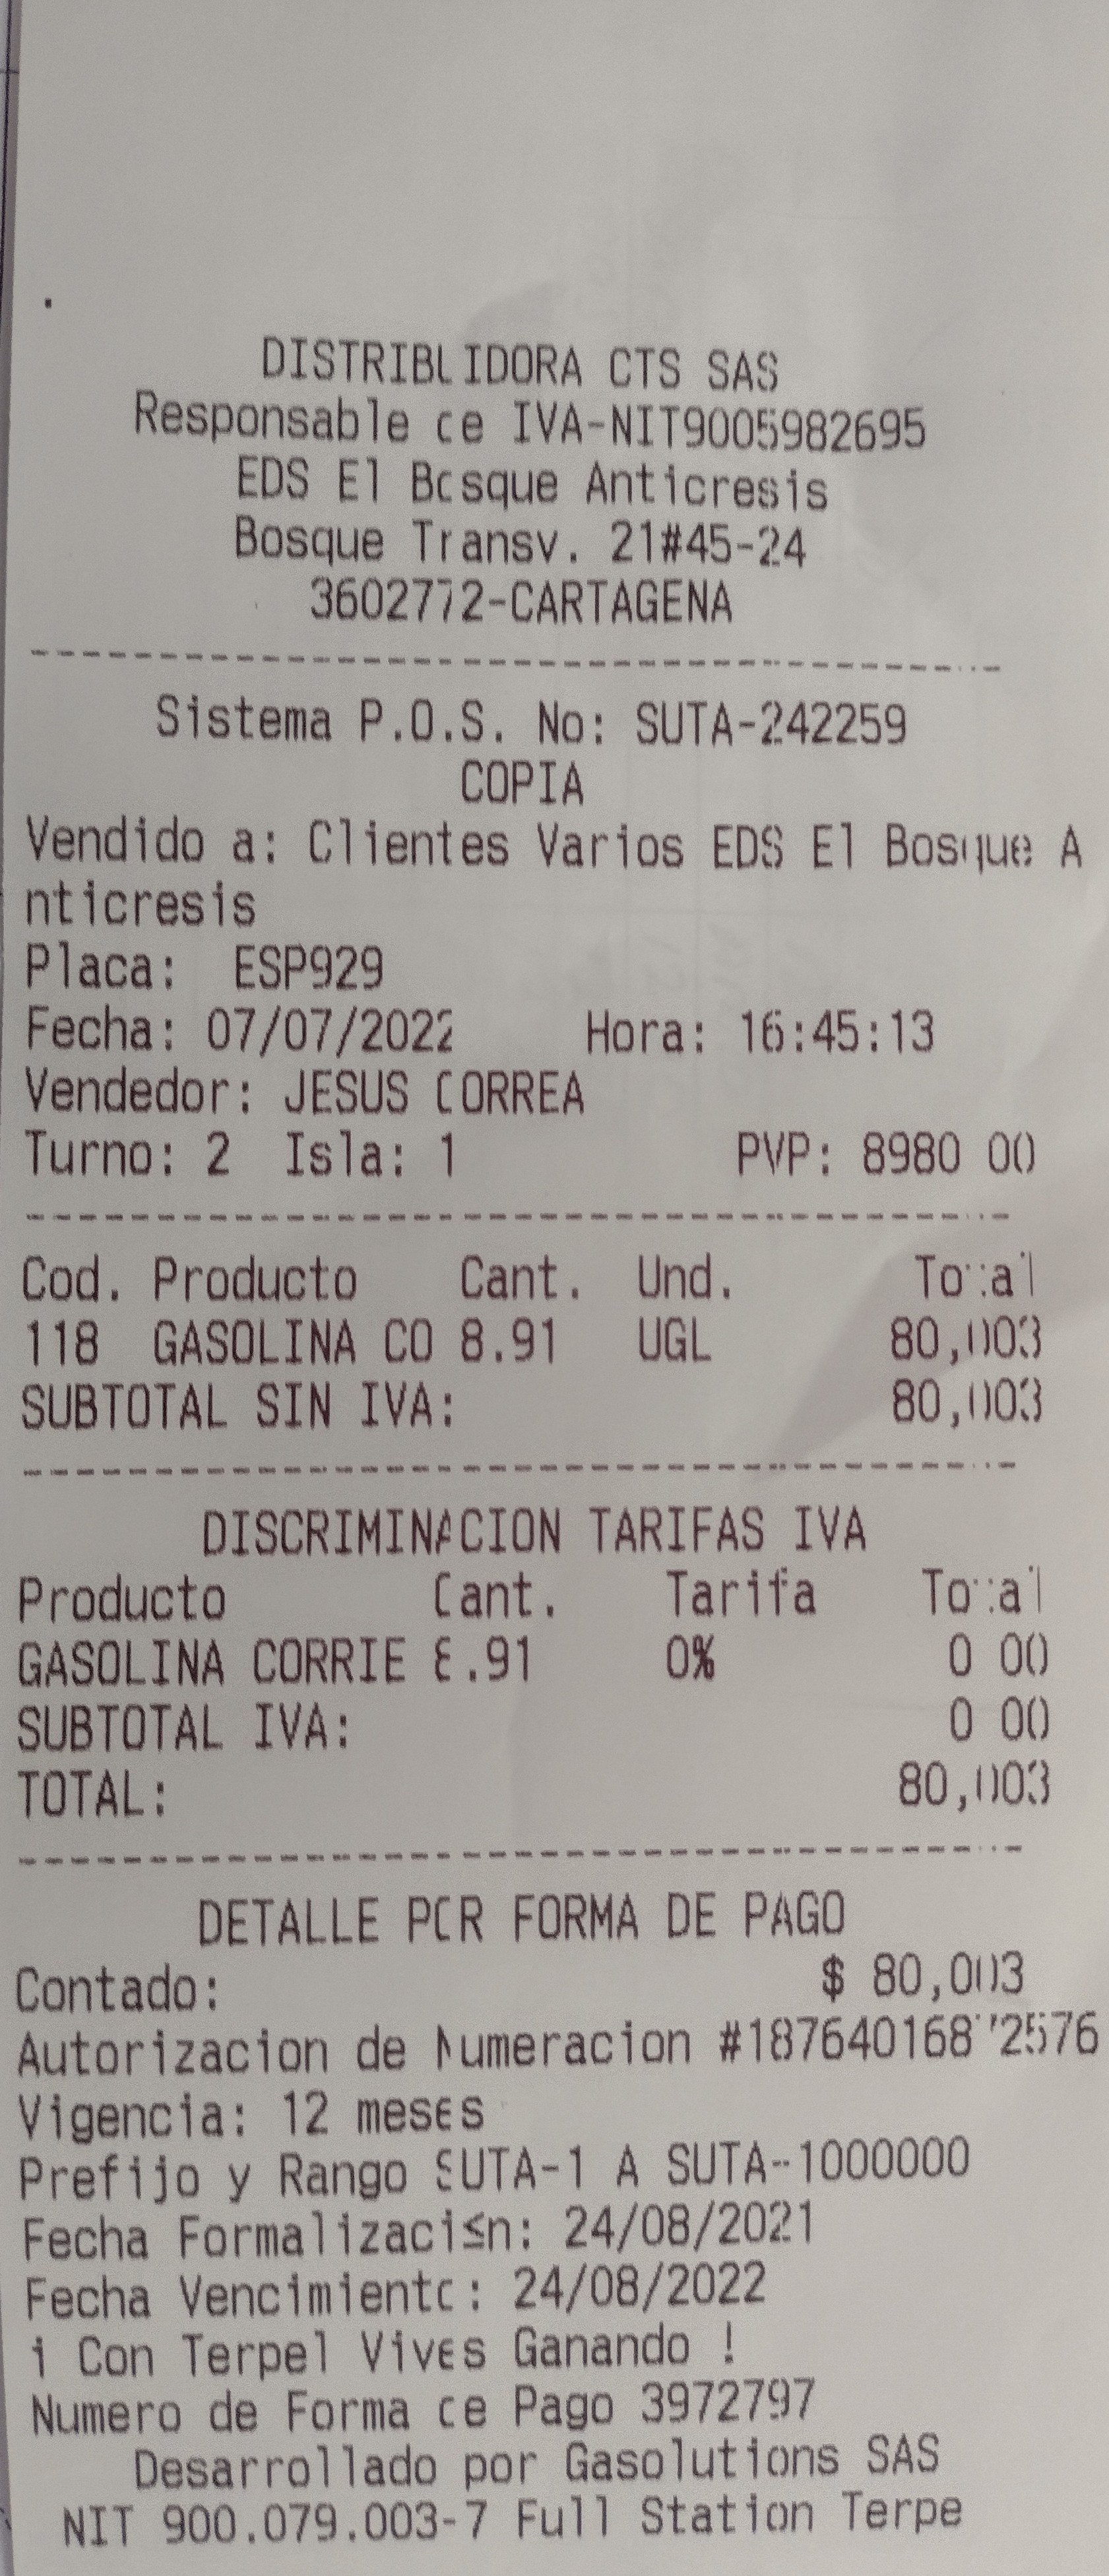 DISTRIBUIDORA CTS SAS
Responsable de IVA-NIT9005982695
EDS El Bosque Anticresis
Bosque Transv. 21#45-24
3602772-CARTAGENA
Sistema P.O.S. No: SUTA-242259
COPIA
Vendido a: Clientes Varios EDS El Bosque A
nticresis
Placa: ESP929
Fecha: 07/07/2022 Hora: 16:45:13
Vendedor: JESUS CORREA
Turno: 2 Isla: 1 PVP: 8980 00
Cod. Producto Cant. Und. Total
118 GASOLINA CO 8.91 UGL 80,003
SUBTOTAL SIN IVA: 80,003
DISCRIMINACION TARIFAS IVA
Producto Cant. Tarifa Total
GASOLINA CORRIE 8.91 0% 0 00
SUBTOTAL IVA: 0 00
TOTAL: 80,003
DETALLE POR FORMA DE PAGO
Contado: $ 80,003
Autorizacion de Numeracion #18764016872576
Vigencia: 12 meses
Prefijo y Rango SUTA-1 A SUTA-1000000
Fecha Formalizaci≤n: 24/08/2021
Fecha Vencimiento: 24/08/2022
¡ Con Terpel Vives Ganando !
Numero de Forma de Pago 3972797
Desarrollado por Gasolutions SAS
NIT 900.079.003-7 Full Station Terpe